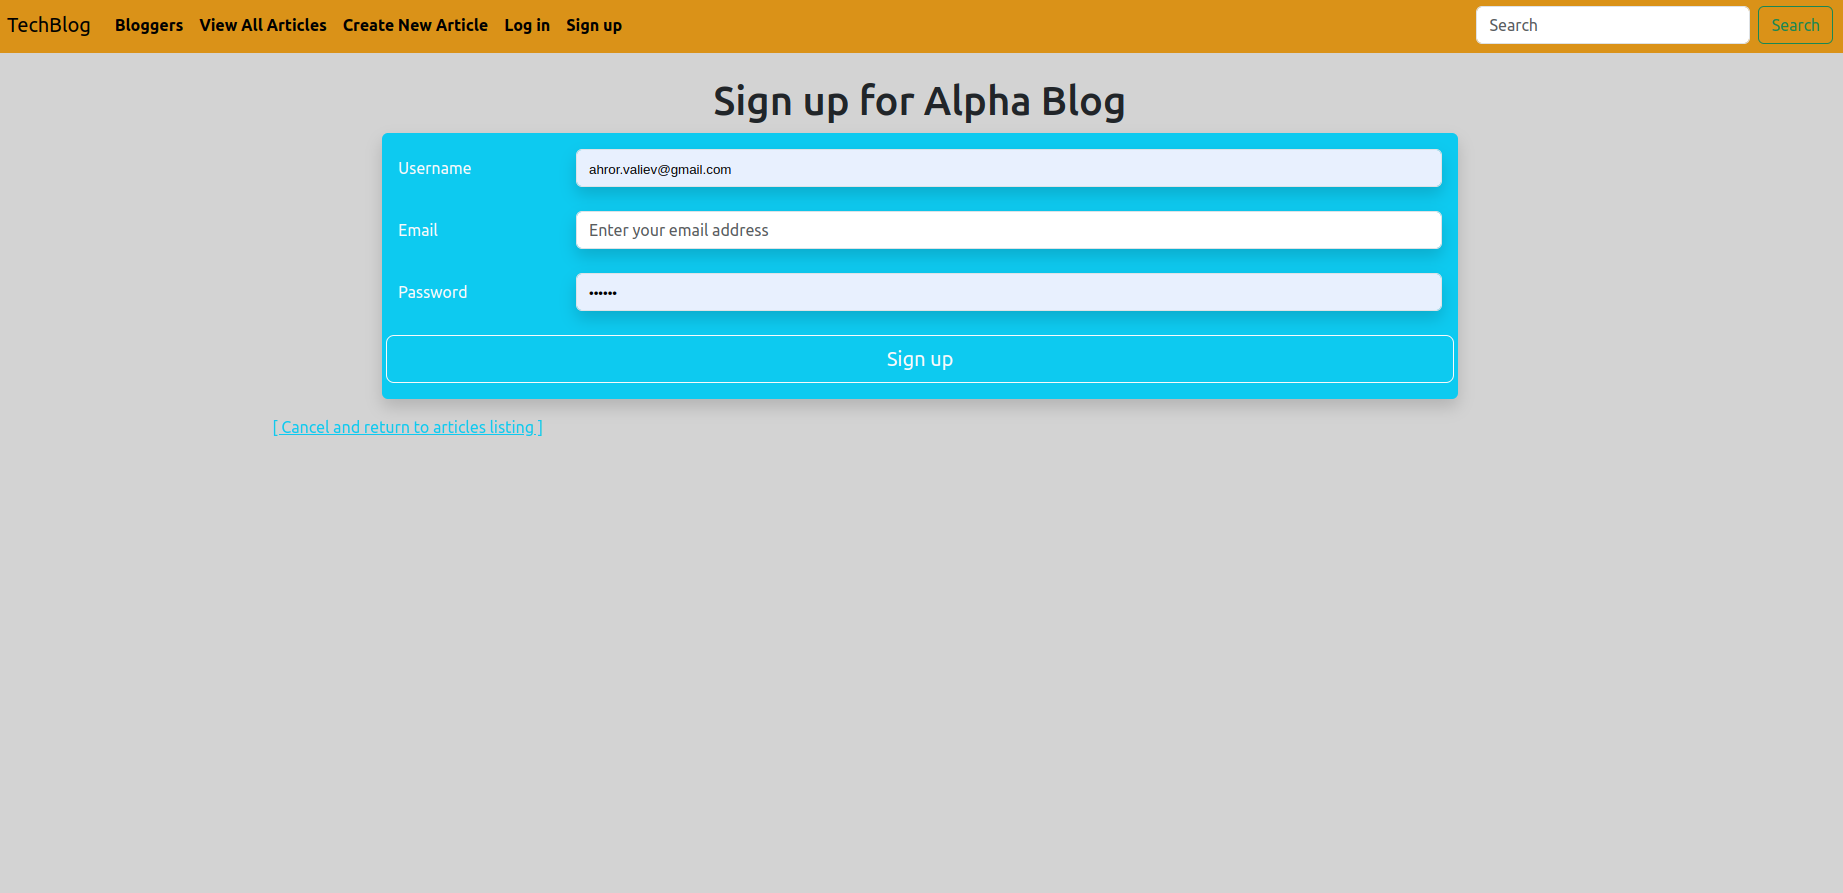 TechBlog Bloggers View All Articles Create New Article Log in Sign up Search Search
Sign up for Alpha Blog
Username ahror.valiev@gmail.com
Email Enter your email address
Password ••••••
Sign up
[ Cancel and return to articles listing ]